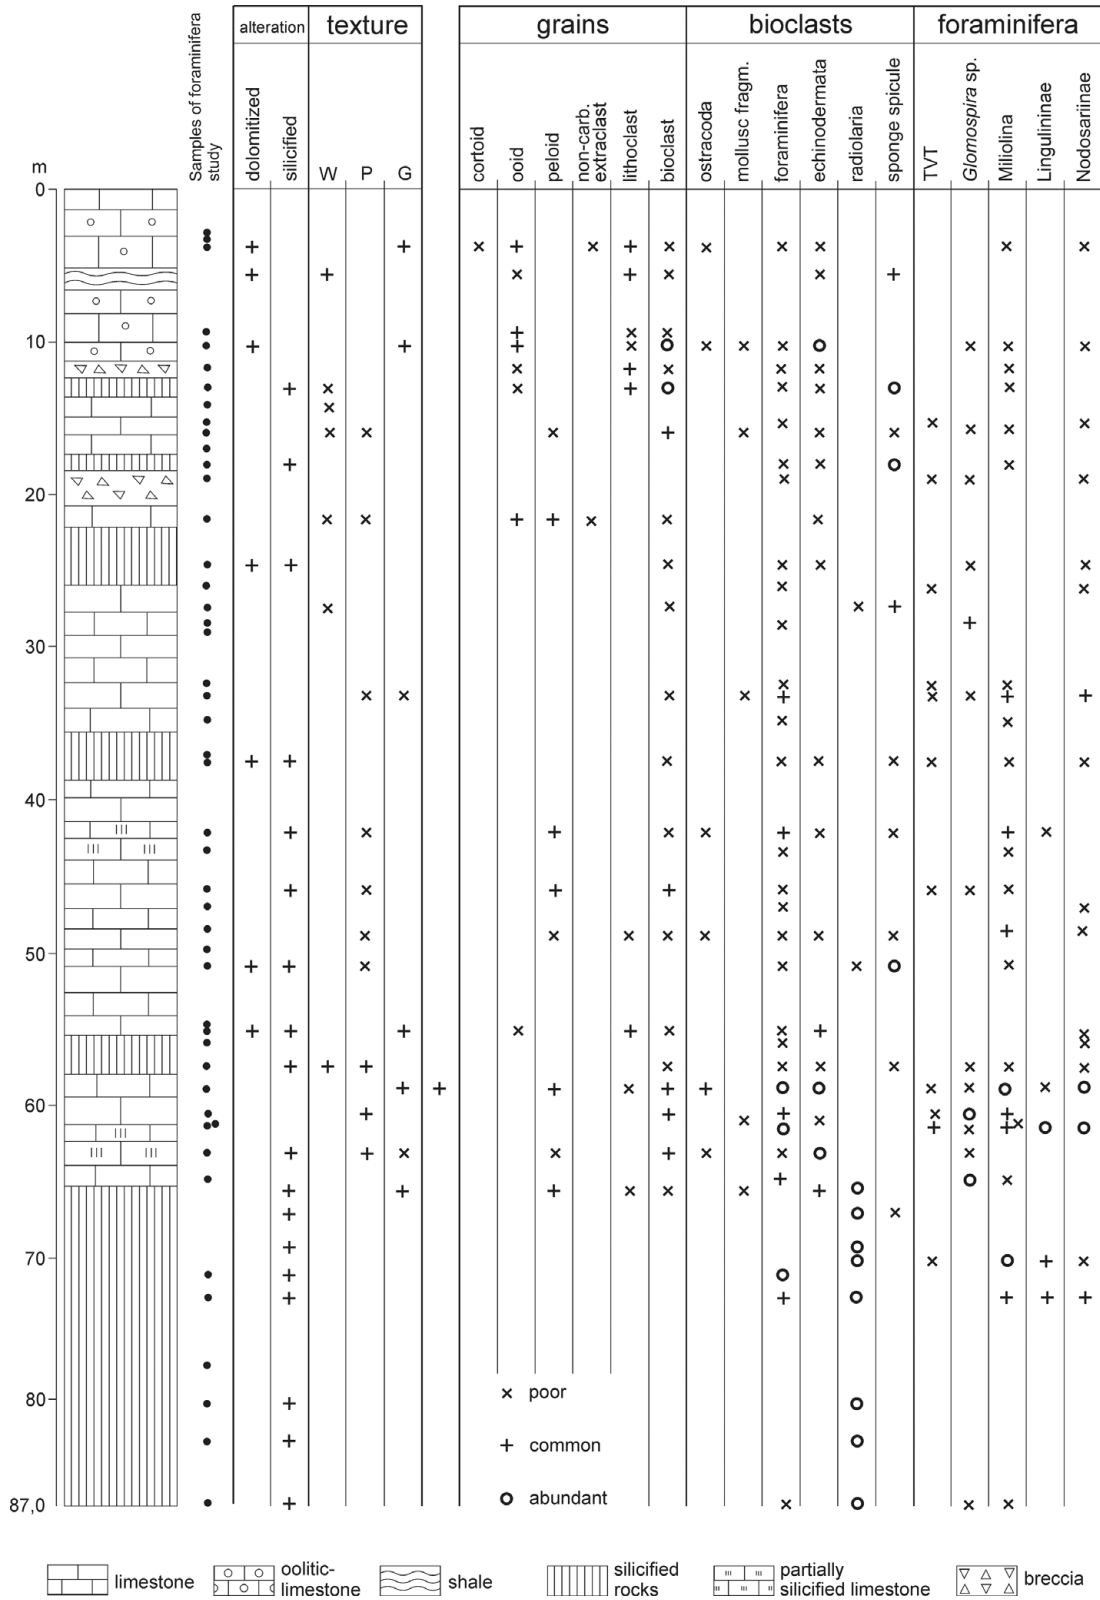 alteration texture grains bioclasts foraminifera
Samples of foraminifera
study
dolomitized
silicified
W P G
cortoid
ooid
peloid
non-carb.
extraclast
lithoclast
bioclast
ostracoda
mollusc fragm.
foraminifera
echinodermata
radiolaria
sponge spicule
TVT
Glomospira sp.
Miliolina
Lingulininae
Nodosariinae
m
0
10
20
30
40
50
60
70
80
87,0
x poor
+ common
o abundant
limestone
oolitic-
limestone
shale
silicified
rocks
partially
silicified limestone
breccia